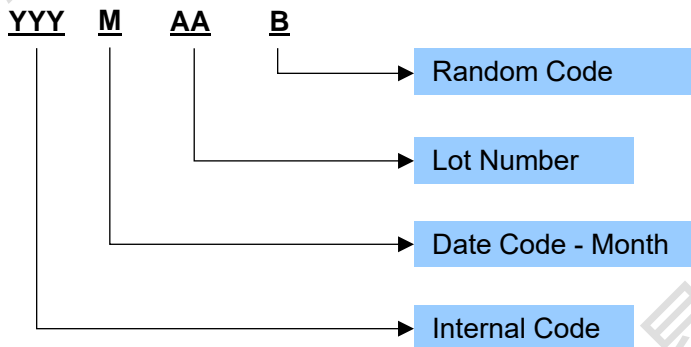 YYY M AA B
Random Code
Lot Number
Date Code - Month
Internal Code